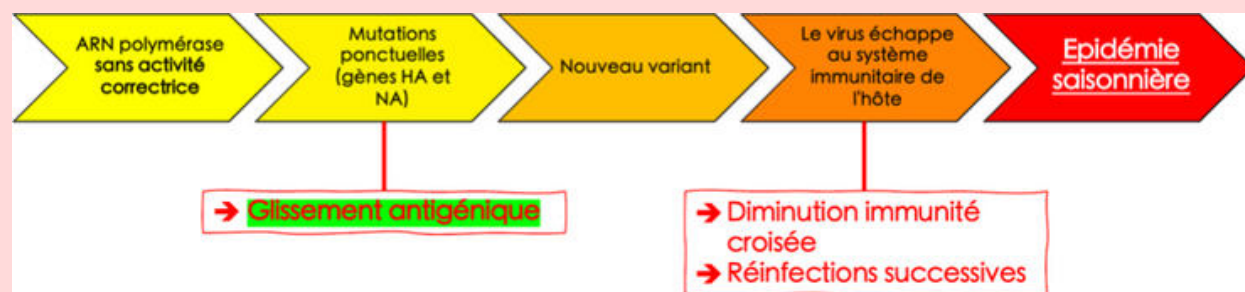 ARN polymérase
sans activité
correctrice
Mutations
ponctuelles
(gènes HA et
NA)
Nouveau variant
Le virus échappe
au système
immunitaire de
l'hôte
Epidémie
saisonnière
→ Glissement antigénique
→ Diminution immunité
croisée
→ Réinfections successives